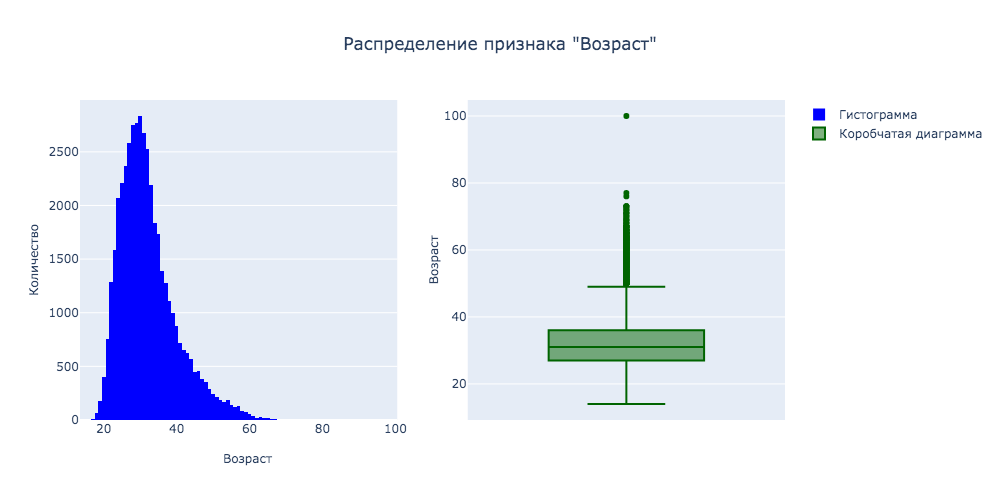 Распределение признака "Возраст"
Количество
2500
2000
1500
1000
500
0
20
40
60
80
100
Возраст
Возраст
100
80
60
40
20
Гистограмма
Коробчатая диаграмма